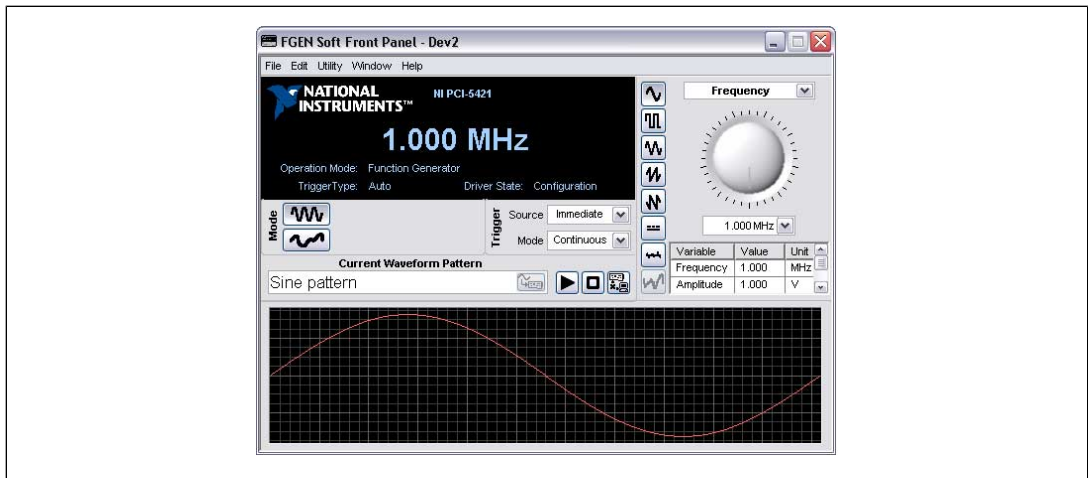 FGEN Soft Front Panel - Dev2
File Edit Utility Window Help
NATIONAL INSTRUMENTS™
NI PCI-5421
1.000 MHz
Operation Mode: Function Generator
TriggerType: Auto
Driver State: Configuration
Mode
Trigger
Source Immediate
Mode Continuous
Current Waveform Pattern
Sine pattern
Frequency
1.000 MHz
Variable Value Unit
Frequency 1.000 MHz
Amplitude 1.000 V